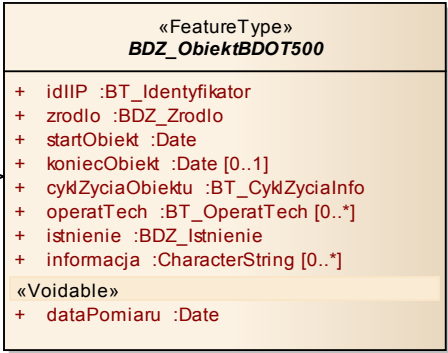 «FeatureType»
BDZ_ObiektBDOT500
+ idIIP :BT_Identyfikator
+ zrodlo :BDZ_Zrodlo
+ startObiekt :Date
+ koniecObiekt :Date [0..1]
+ cyklZyciaObiektu :BT_CyklZyciaInfo
+ operatTech :BT_OperatTech [0..*]
+ istnienie :BDZ_Istnienie
+ informacja :CharacterString [0..*]
«Voidable»
+ dataPomiaru :Date